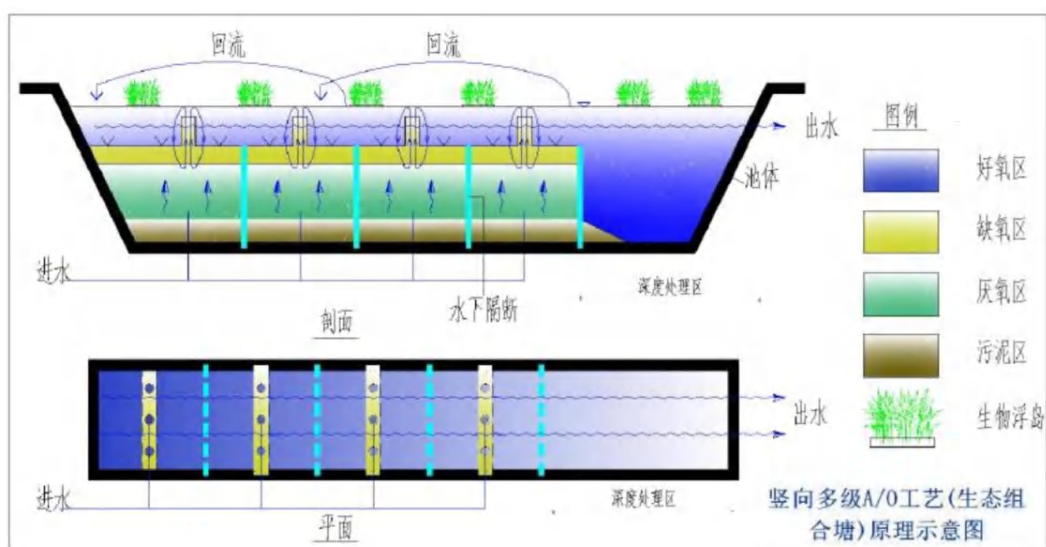 回流
回流
出水
图例
池体
好氧区
缺氧区
进水
水下隔断
深度处理区
厌氧区
剖面
污泥区
出水
生物浮岛
进水
深度处理区
平面
竖向多级A/O工艺(生态组
合塘)原理示意图